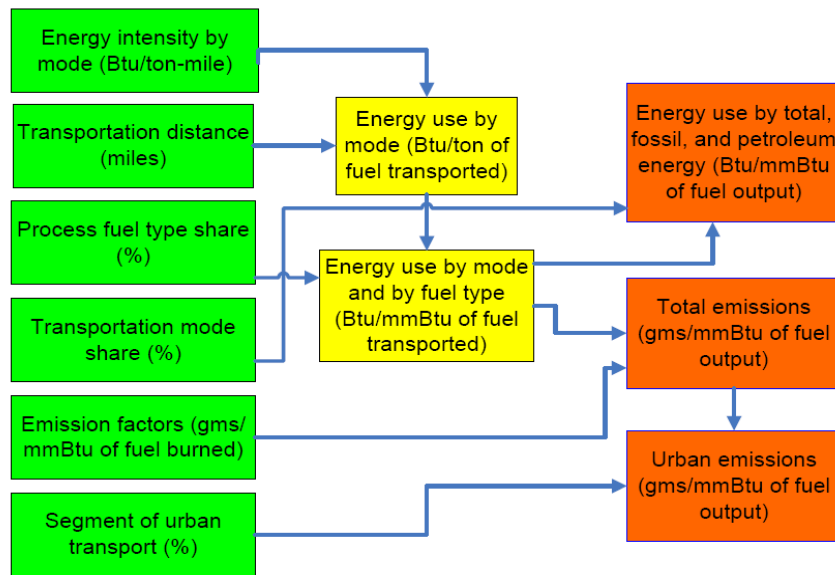 Energy intensity by
mode (Btu/ton-mile)
Transportation distance
(miles)
Process fuel type share
(%)
Transportation mode
share (%)
Emission factors (gms/
mmBtu of fuel burned)
Segment of urban
transport (%)
Energy use by
mode (Btu/ton of
fuel transported)
Energy use by mode
and by fuel type
(Btu/mmBtu of fuel
transported)
Energy use by total,
fossil, and petroleum
energy (Btu/mmBtu
of fuel output)
Total emissions
(gms/mmBtu of fuel
output)
Urban emissions
(gms/mmBtu of fuel
output)